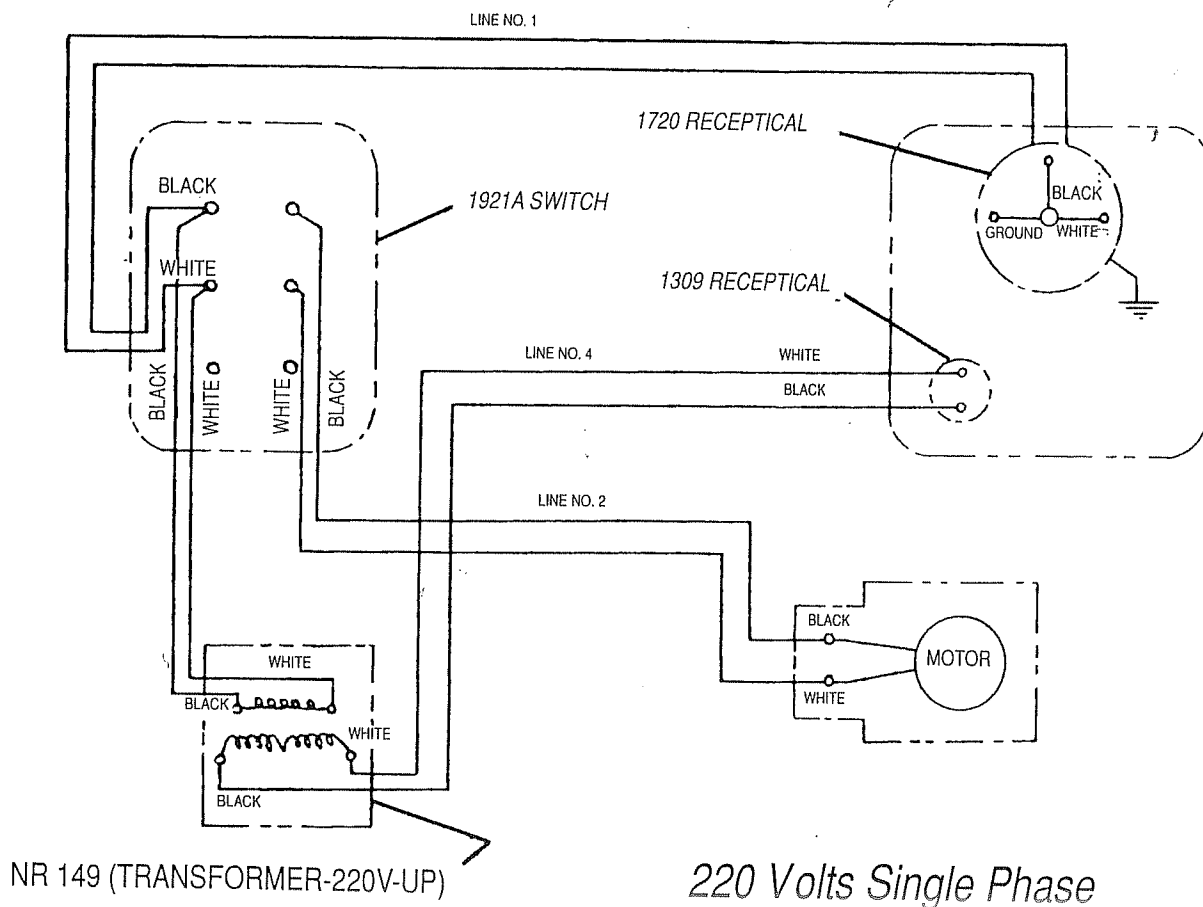 LINE NO. 1
1720 RECEPTICAL
BLACK
1921A SWITCH
BLACK
GROUND
WHITE
WHITE
1309 RECEPTICAL
LINE NO. 4
WHITE
BLACK
BLACK
WHITE
WHITE
BLACK
LINE NO. 2
BLACK
MOTOR
WHITE
WHITE
BLACK
WHITE
BLACK
NR 149 (TRANSFORMER-220V-UP)
220 Volts Single Phase